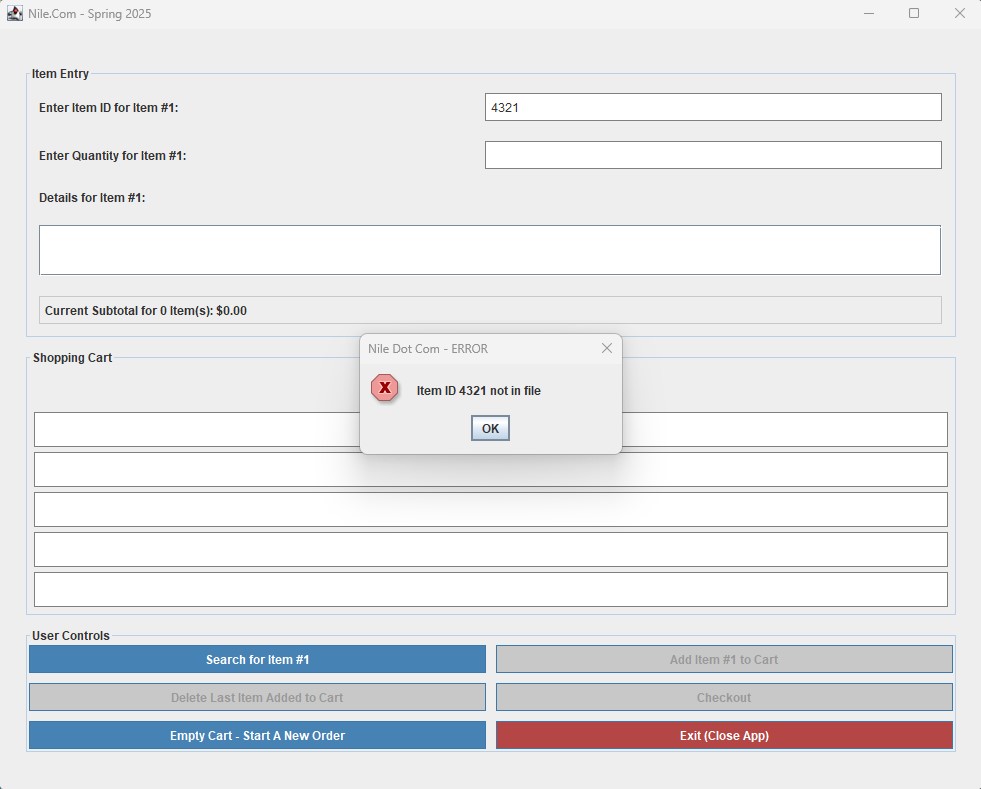 Nile.Com - Spring 2025
Item Entry
Enter Item ID for Item #1:
4321
Enter Quantity for Item #1:
Details for Item #1:
Current Subtotal for 0 Item(s): $0.00
Nile Dot Com - ERROR
X
Item ID 4321 not in file
OK
Shopping Cart
User Controls
Search for Item #1
Add Item #1 to Cart
Delete Last Item Added to Cart
Checkout
Empty Cart - Start A New Order
Exit (Close App)